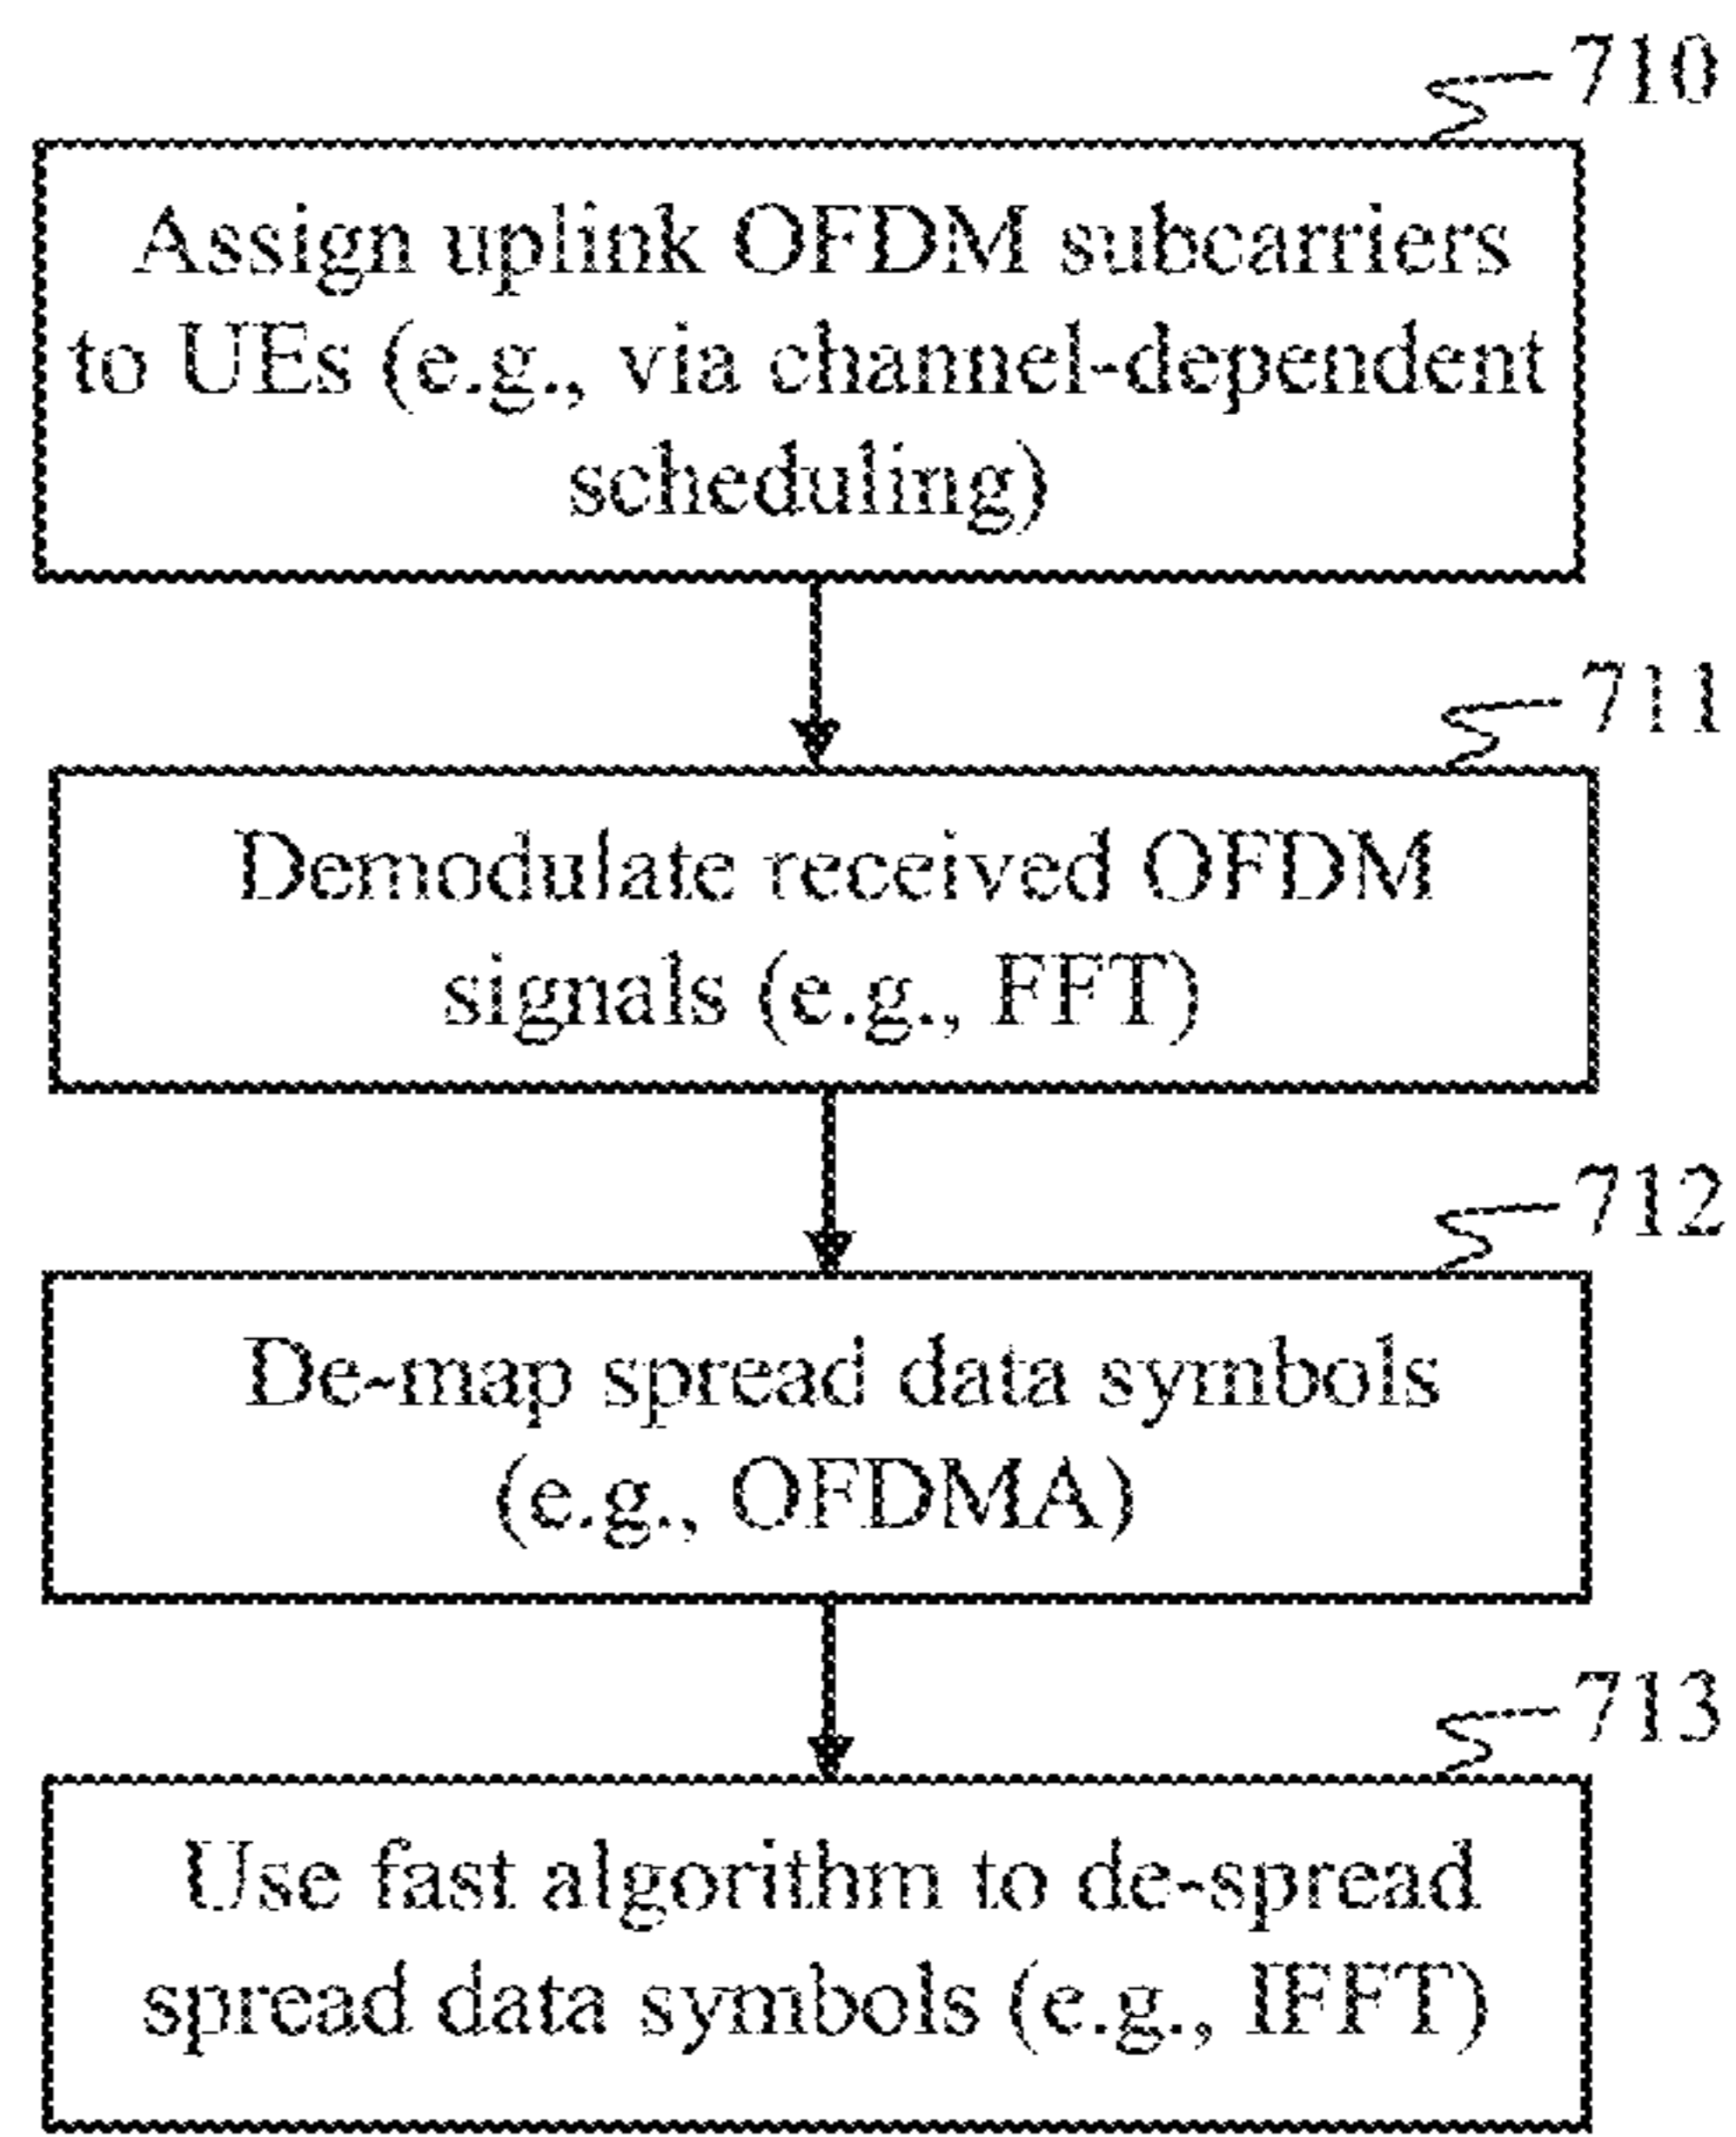 710
Assign uplink OFDM subcarriers
to UEs (e.g., via channel-dependent
scheduling)
711
Demodulate received OFDM
signals (e.g., FFT)
712
De-map spread data symbols
(e.g., OFDMA)
713
Use fast algorithm to de-spread
spread data symbols (e.g., IFFT)